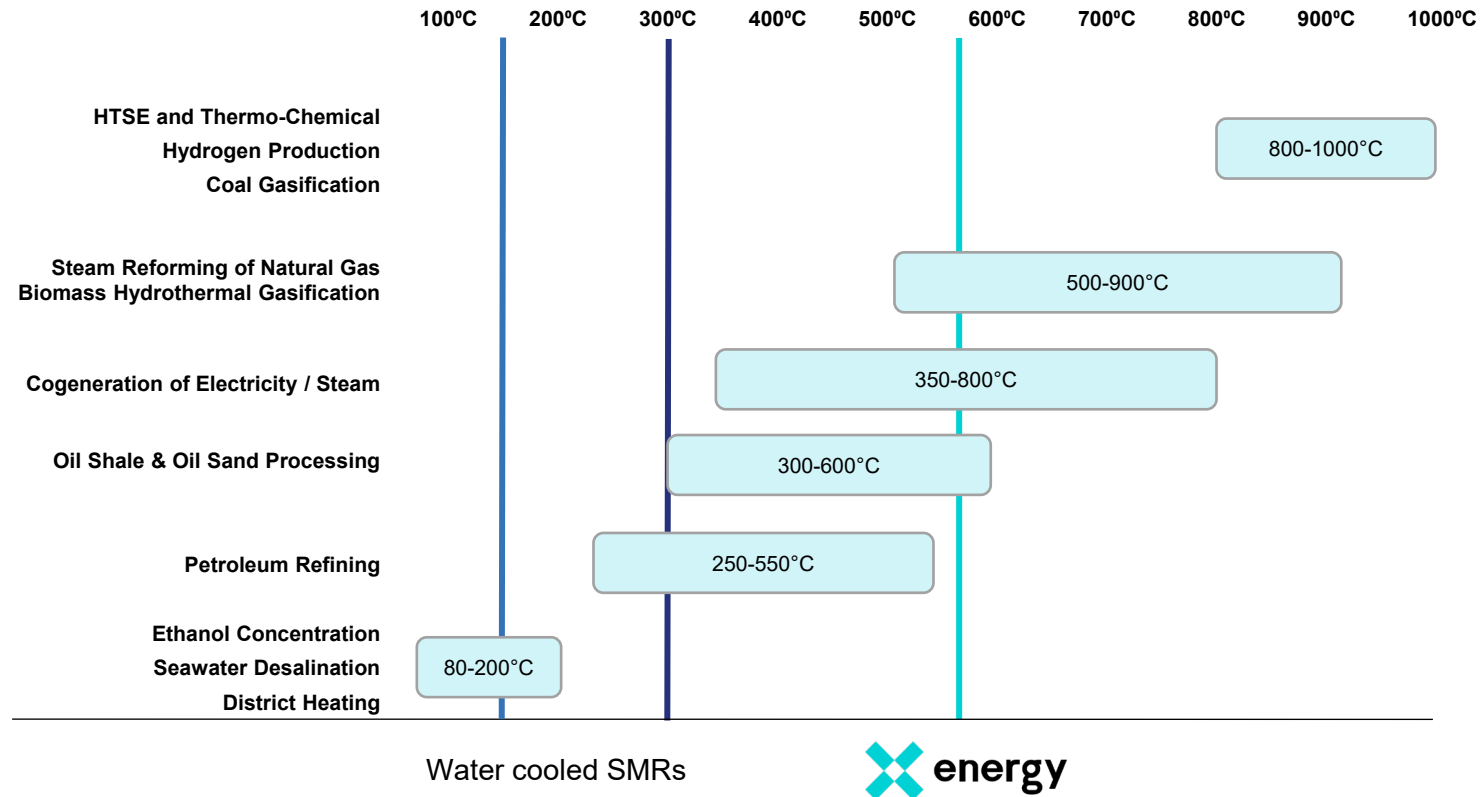 100ºC 200ºC 300ºC 400ºC 500ºC 600ºC 700ºC 800ºC 900ºC 1000ºC
HTSE and Thermo-Chemical
Hydrogen Production
Coal Gasification
800-1000°C
Steam Reforming of Natural Gas
Biomass Hydrothermal Gasification
500-900°C
Cogeneration of Electricity / Steam
350-800°C
Oil Shale & Oil Sand Processing
300-600°C
Petroleum Refining
250-550°C
Ethanol Concentration
Seawater Desalination
District Heating
80-200°C
Water cooled SMRs
X energy